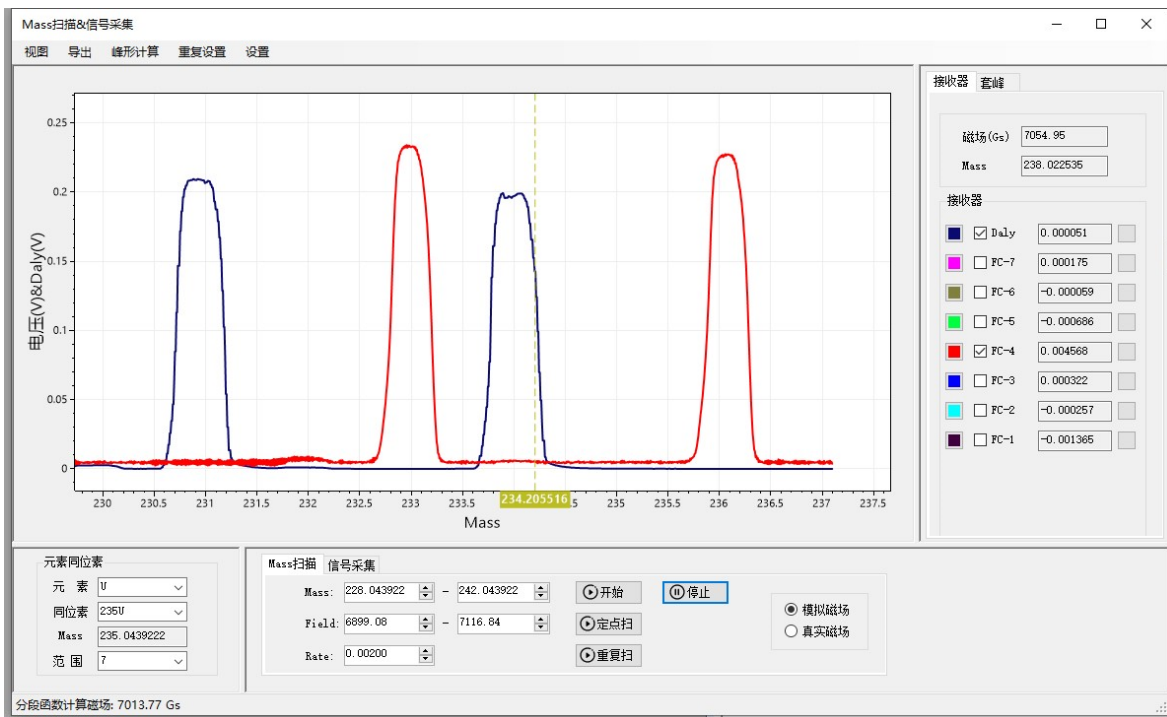 Mass扫描&信号采集
视图 导出 峰形计算 重复设置 设置
0.25
0.2
0.15
0.1
0.05
0
电压(V)&Daly(V)
230 230.5 231 231.5 232 232.5 233 233.5 234.205516 .5 235 235.5 236 236.5 237 237.5
Mass
接收器 套峰
磁场(Gs) 7054.95
Mass 238.022535
接收器
Daly 0.000051
FC-7 0.000175
FC-6 -0.000059
FC-5 -0.000686
FC-4 0.004568
FC-3 0.000322
FC-2 -0.000257
FC-1 -0.001365
元素同位素
元 素 U
同位素 235U
Mass 235.0439222
范 围 7
Mass扫描 信号采集
Mass: 228.043922 - 242.043922 开始 停止
Field: 6899.08 - 7116.84 定点扫
Rate: 0.00200 重复扫
模拟磁场
真实磁场
分段函数计算磁场: 7013.77 Gs